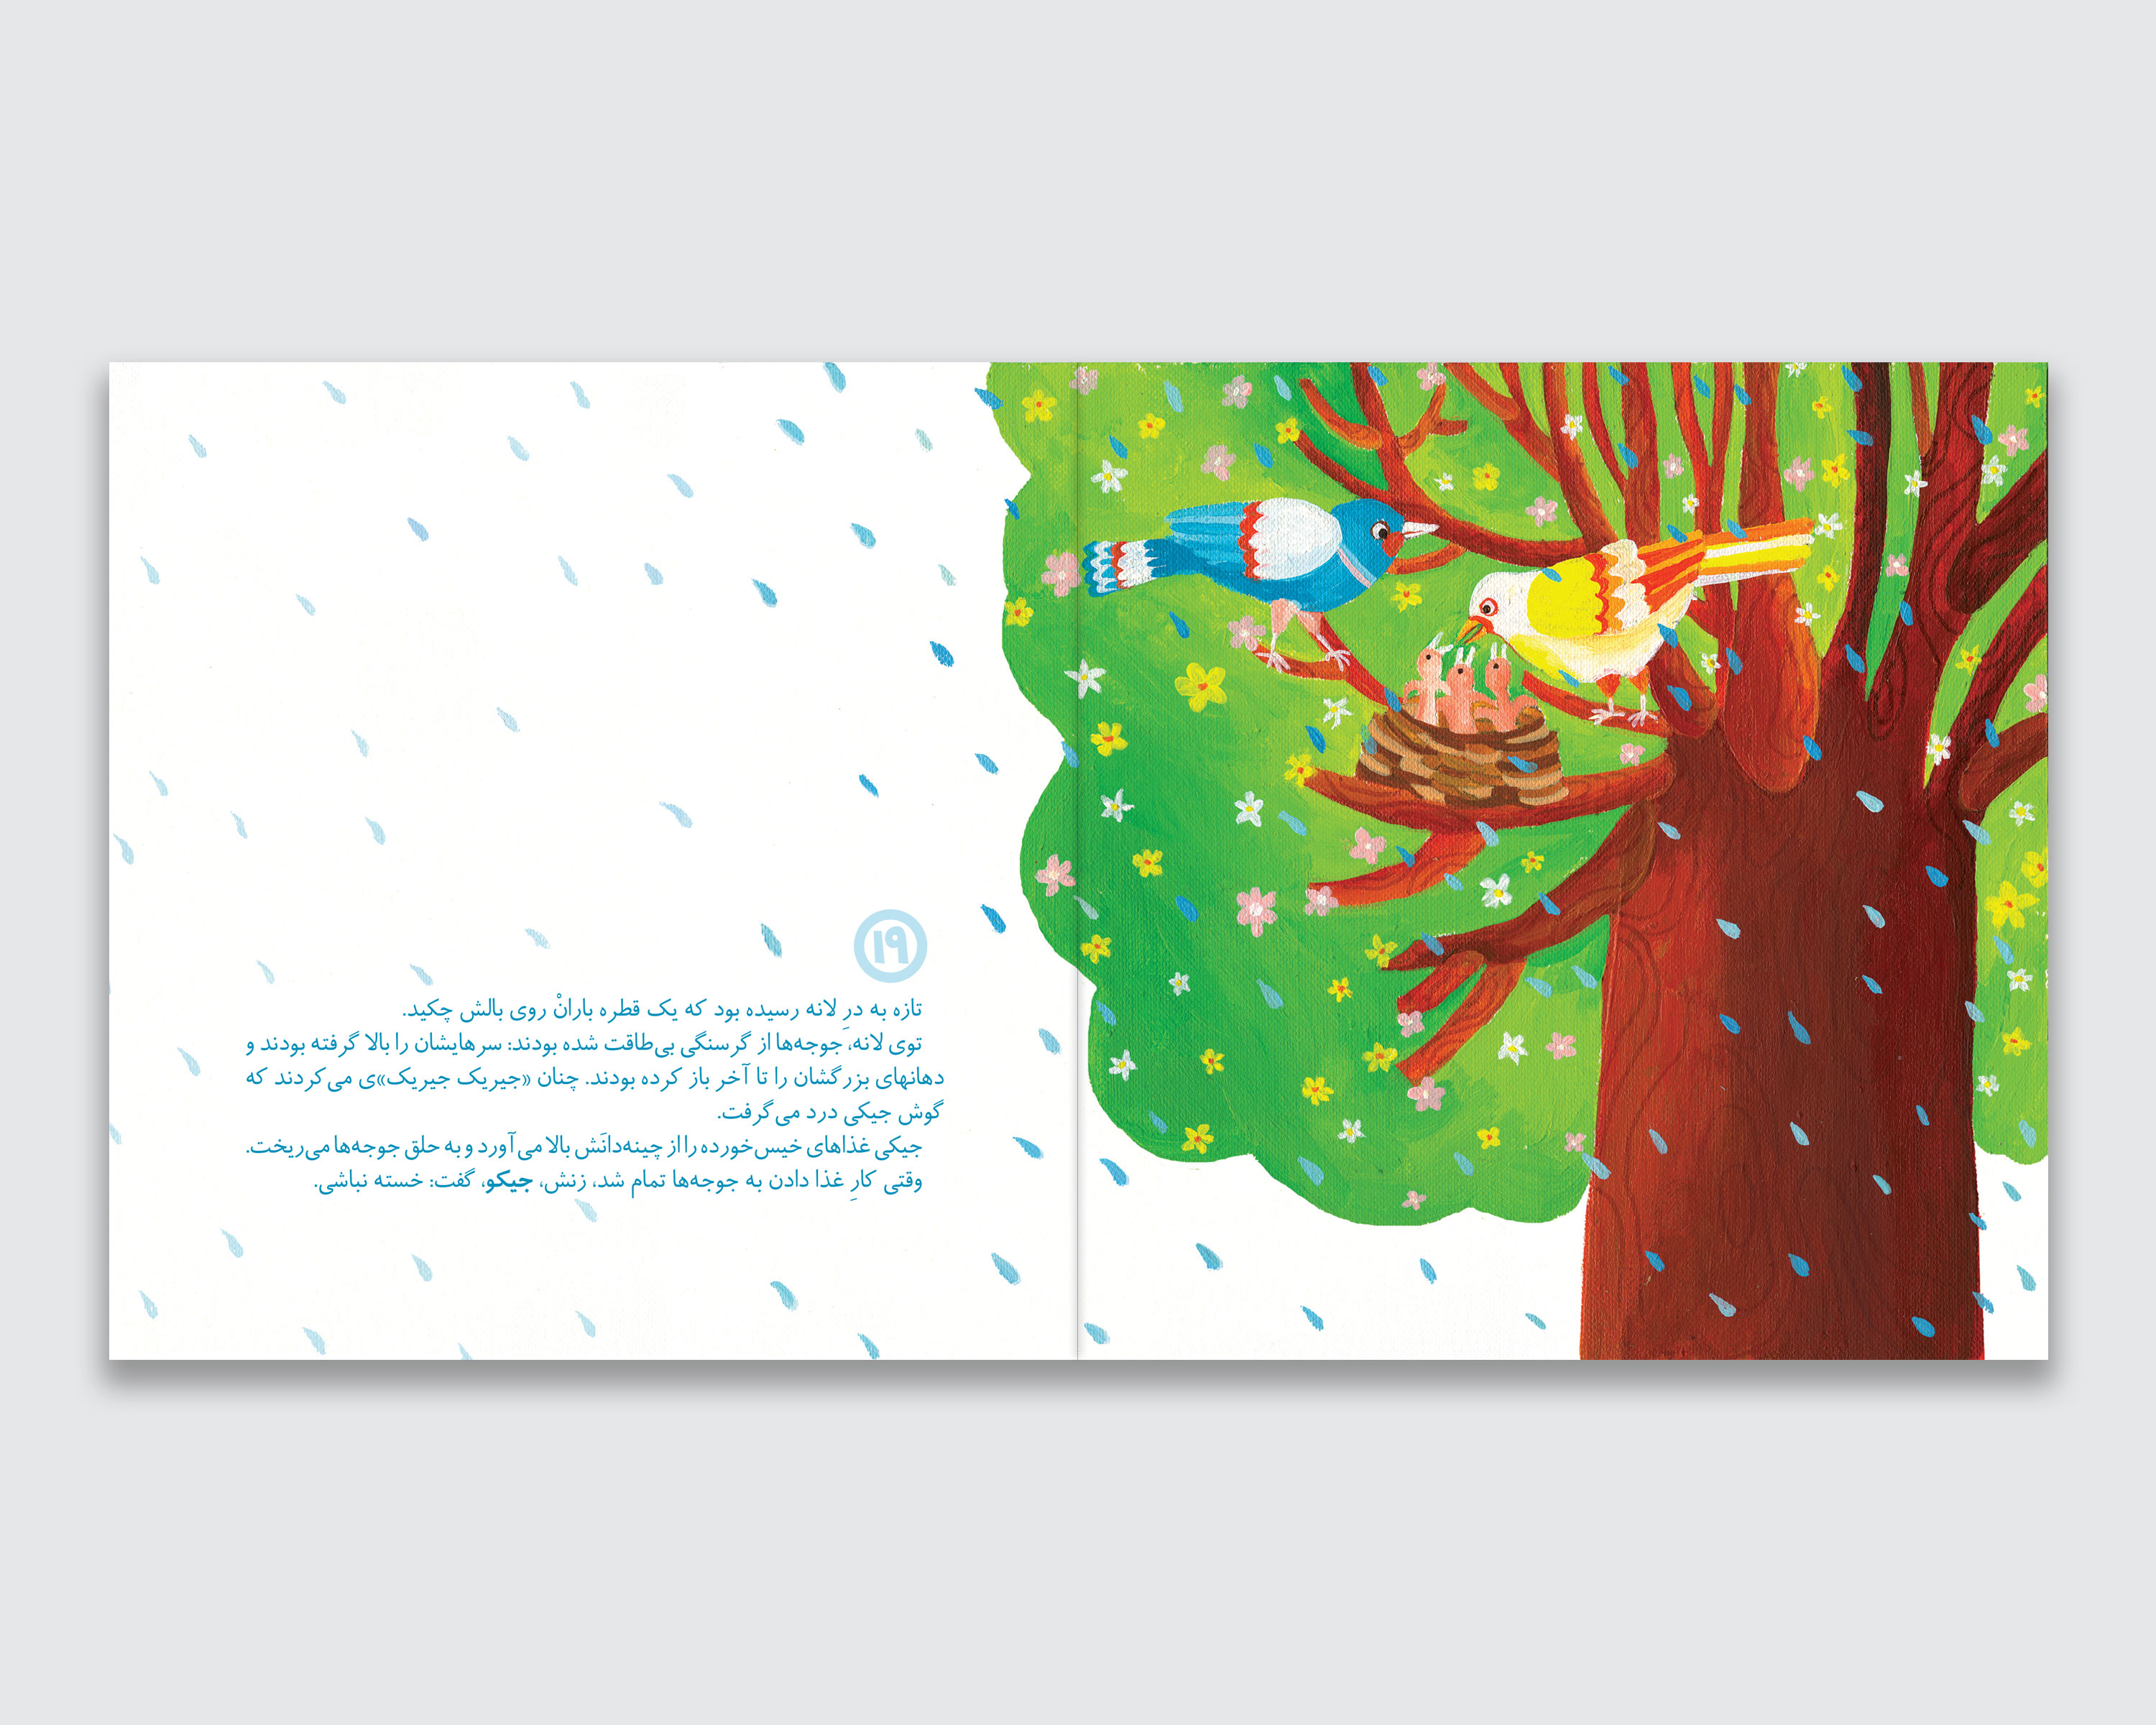 ۱۹
تازه به درِ لانه رسیده بود که یک قطره بارانْ روی بالش چکید.
توی لانه، جوجه‌ها از گرسنگی بی‌طاقت شده بودند: سرهایشان را بالا گرفته بودند و
دهانهای بزرگشان را تا آخر باز کرده بودند. چنان «جیریک جیریک»ی می‌کردند که
گوش جیکی درد می‌گرفت.
جیکی غذاهای خیس‌خورده را از چینه‌دانَش بالا می‌آورد و به حلق جوجه‌ها می‌ریخت.
وقتی کارِ غذا دادن به جوجه‌ها تمام شد، زنش، جیکو، گفت: خسته نباشی.